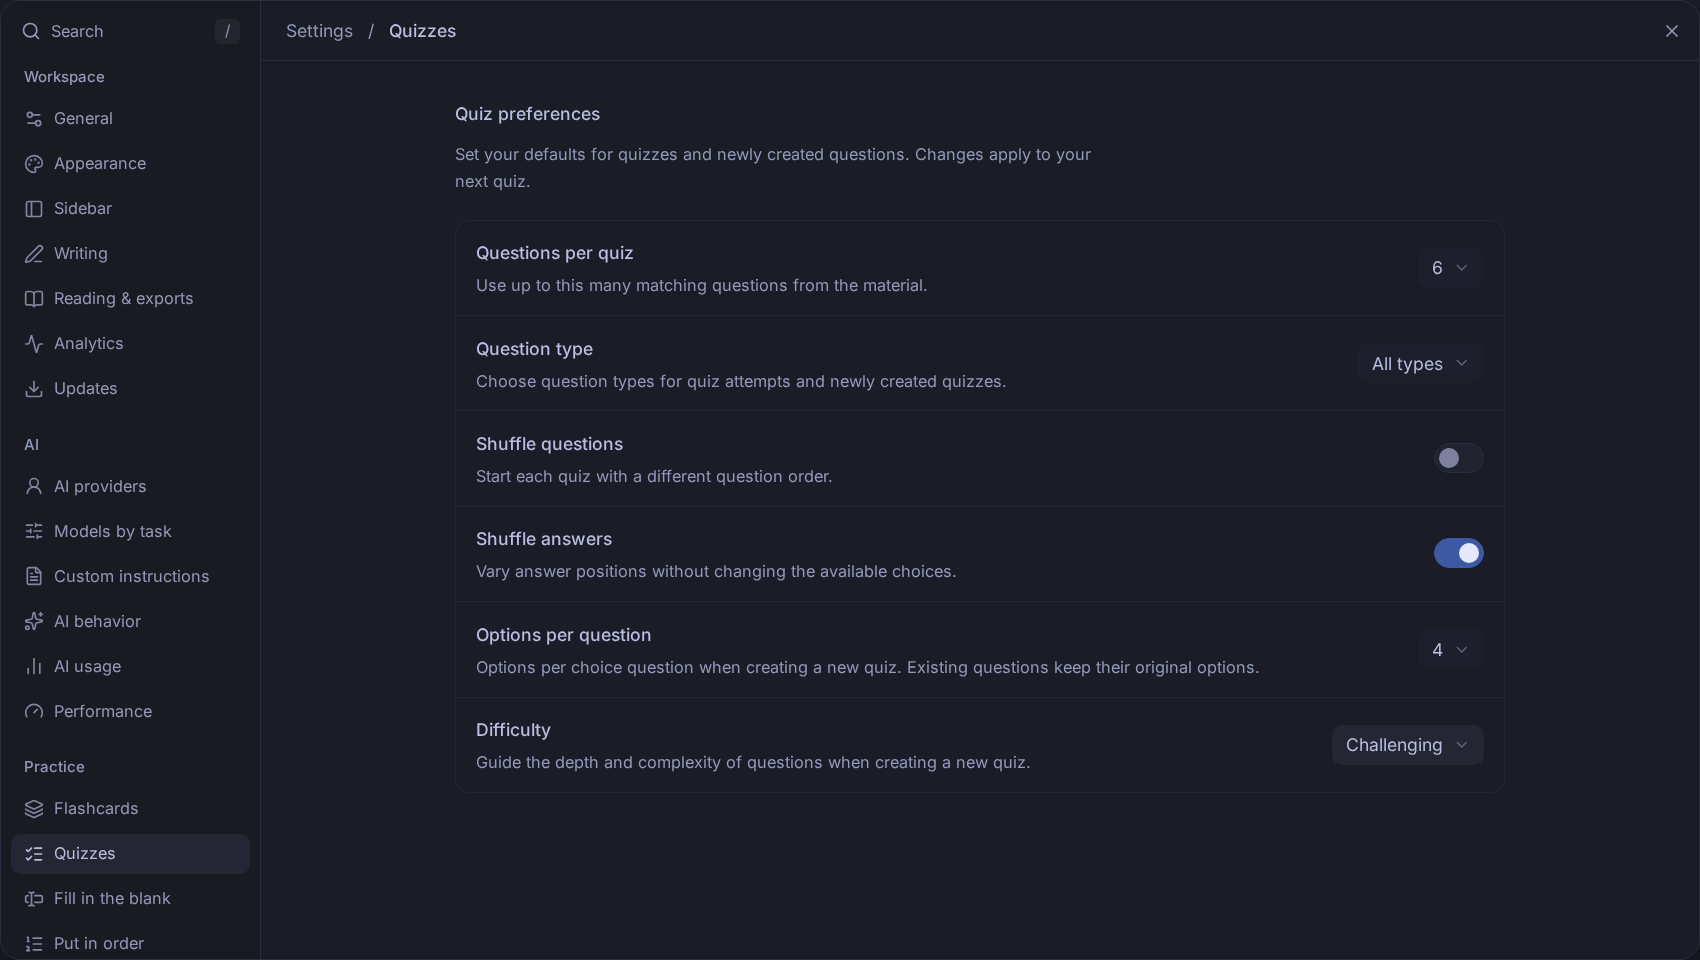 Search /
Workspace
General
Appearance
Sidebar
Writing
Reading & exports
Analytics
Updates
AI
AI providers
Models by task
Custom instructions
AI behavior
AI usage
Performance
Practice
Flashcards
Quizzes
Fill in the blank
Put in order
Settings / Quizzes
Quiz preferences
Set your defaults for quizzes and newly created questions. Changes apply to your
next quiz.
Questions per quiz
Use up to this many matching questions from the material.
6
Question type
Choose question types for quiz attempts and newly created quizzes.
All types
Shuffle questions
Start each quiz with a different question order.
Shuffle answers
Vary answer positions without changing the available choices.
Options per question
Options per choice question when creating a new quiz. Existing questions keep their original options.
4
Difficulty
Guide the depth and complexity of questions when creating a new quiz.
Challenging